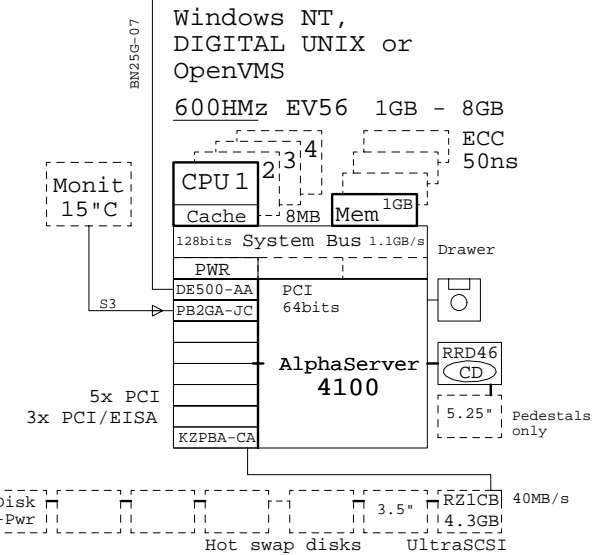 BN25G-07
Windows NT,
DIGITAL UNIX or
OpenVMS
600HMz EV56 1GB - 8GB
ECC
50ns
Monit
15"C
CPU 1 2 3 4
Cache 8MB
Mem 1GB
128bits System Bus 1.1GB/s
Drawer
PWR
DE500-AA
PCI
64bits
S3
PB2GA-JC
AlphaServer
4100
RRD46
CD
5.25"
Pedestals
only
5x PCI
3x PCI/EISA
KZPBA-CA
Disk
-Pwr
3.5"
RZ1CB
4.3GB
40MB/s
Hot swap disks
UltraSCSI